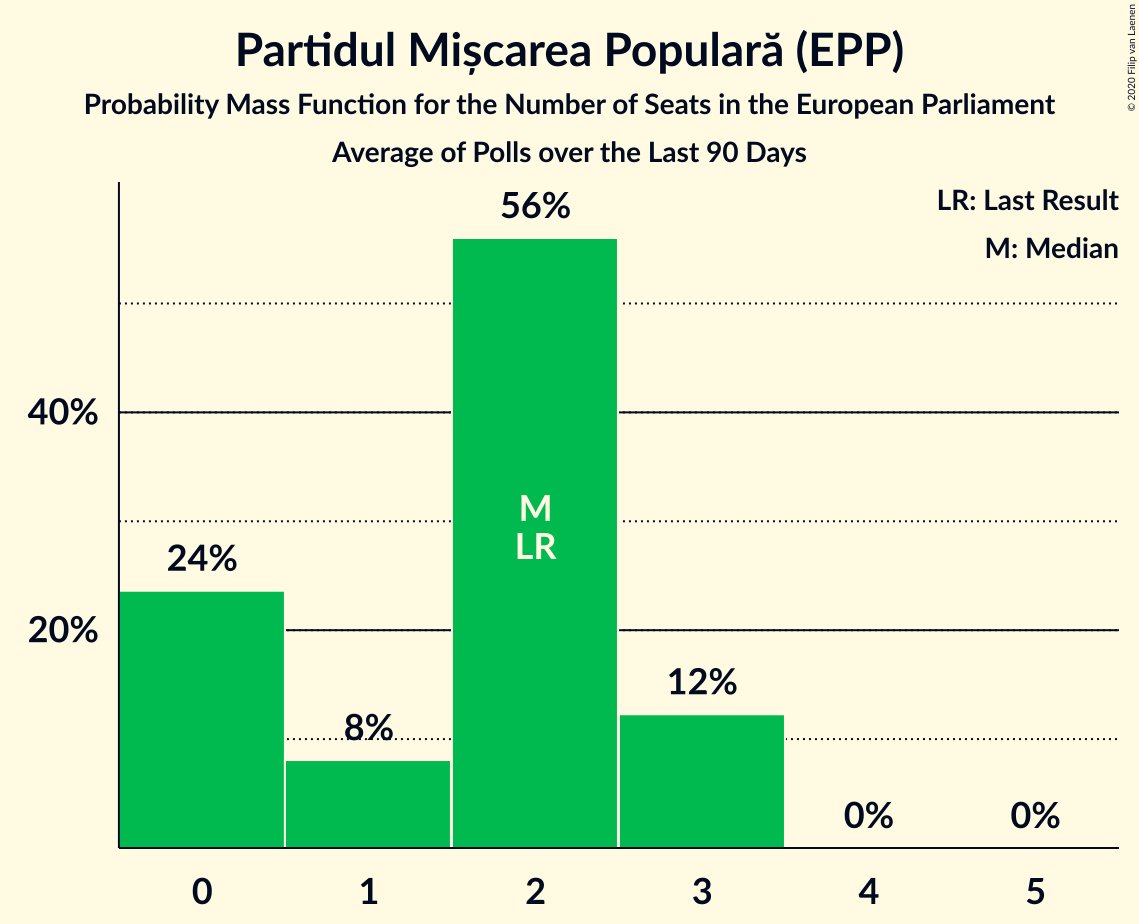 Partidul Mișcarea Populară (EPP)
Probability Mass Function for the Number of Seats in the European Parliament
Average of Polls over the Last 90 Days
© 2020 Filip van Laenen
LR: Last Result
M: Median
56%
40%
M
LR
24%
20%
12%
8%
0%
0%
0
1
2
3
4
5